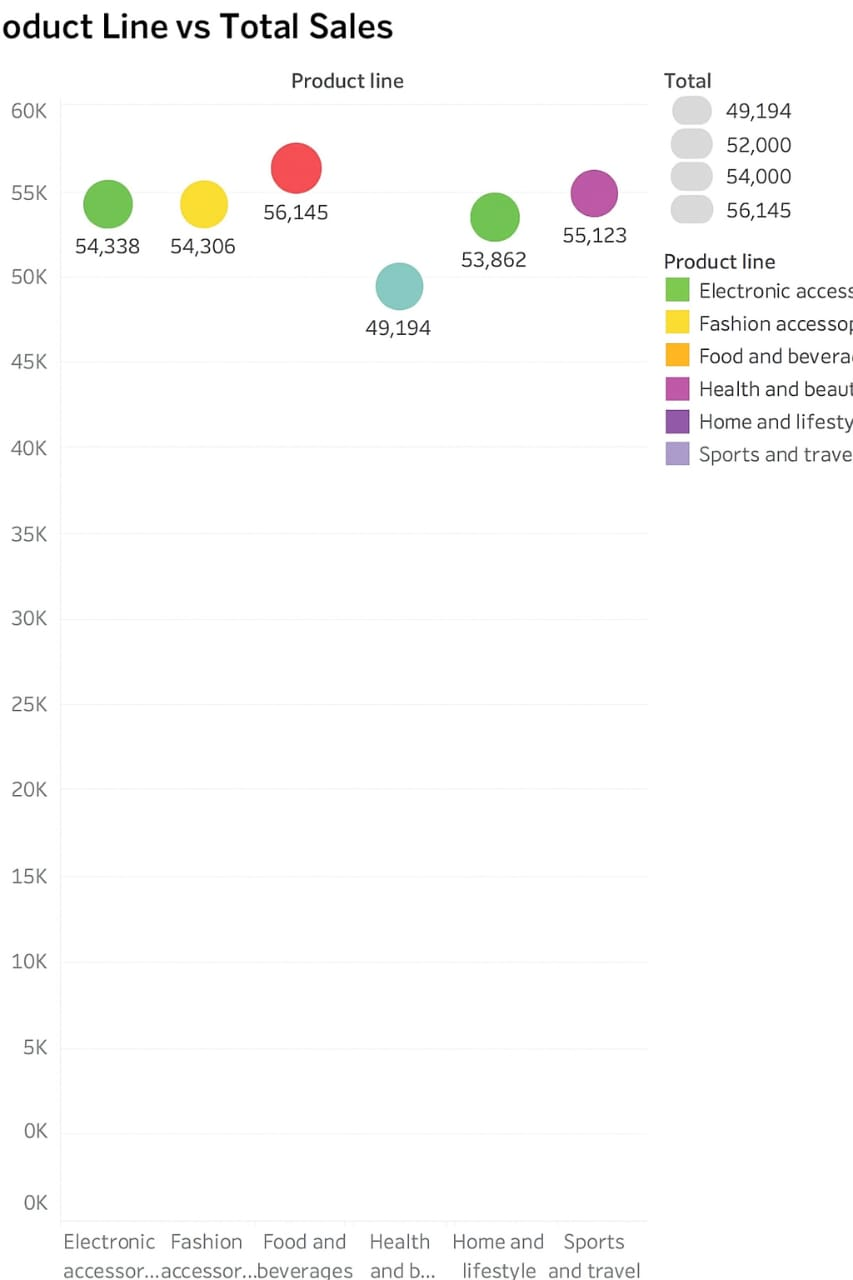 oduct Line vs Total Sales
Product line
60K
55K
50K
45K
40K
35K
30K
25K
20K
15K
10K
5K
0K
0K
54,338
54,306
56,145
49,194
53,862
55,123
Electronic
accessor...
Fashion
accessor...
Food and
beverages
Health
and b...
Home and
lifestyle
Sports
and travel
Total
49,194
52,000
54,000
56,145
Product line
Electronic access
Fashion accessor
Food and bevera
Health and beaut
Home and lifesty
Sports and trave